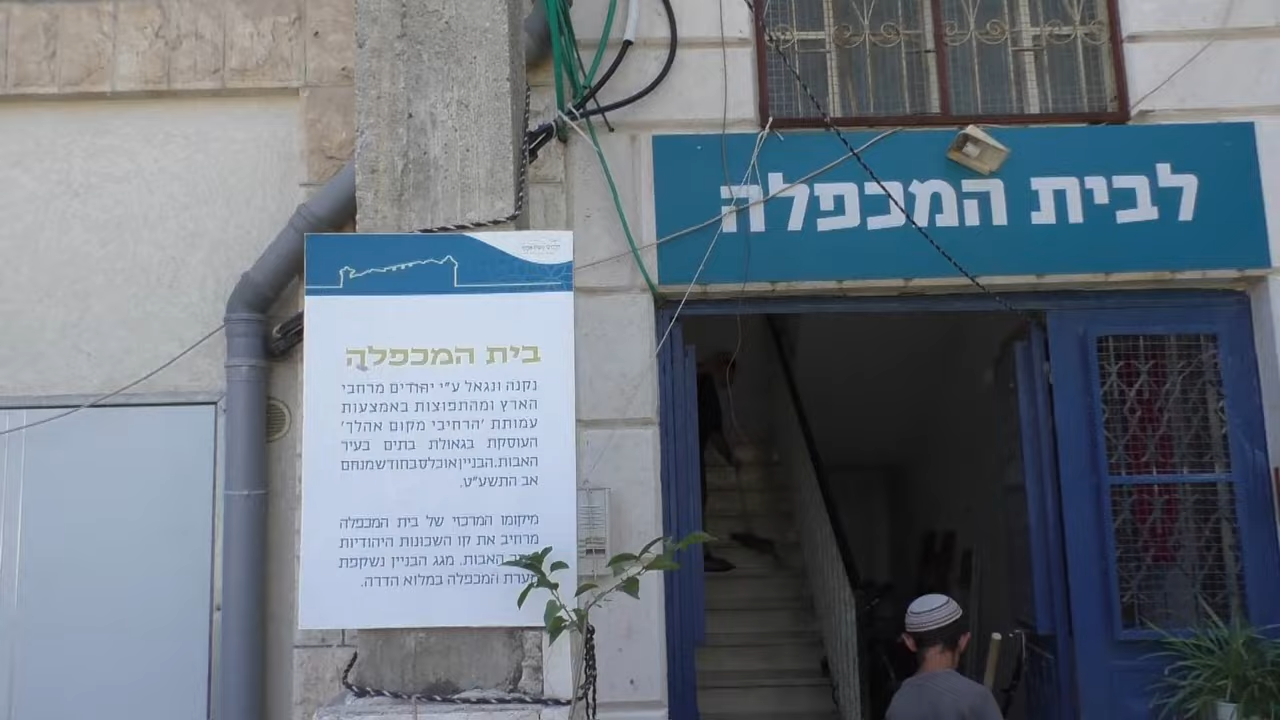 לבית המכפלה
בית המכפלה
נקנה ונגאל ע"י יהודים מרחבי
הארץ ומהתפוצות באמצעות
עמותת 'הרחיבי מקום אהלך'
העוסקת בגאולת בתים בעיר
האבות.הבנייןאוכלסבחודשמנחם
אב התשע"ט.
מיקומו המרכזי של בית המכפלה
מרחיב את קו השכונות היהודיות
האבות. מגג הבניין נשקפת
מערת המכפלה במלוא הדרה.